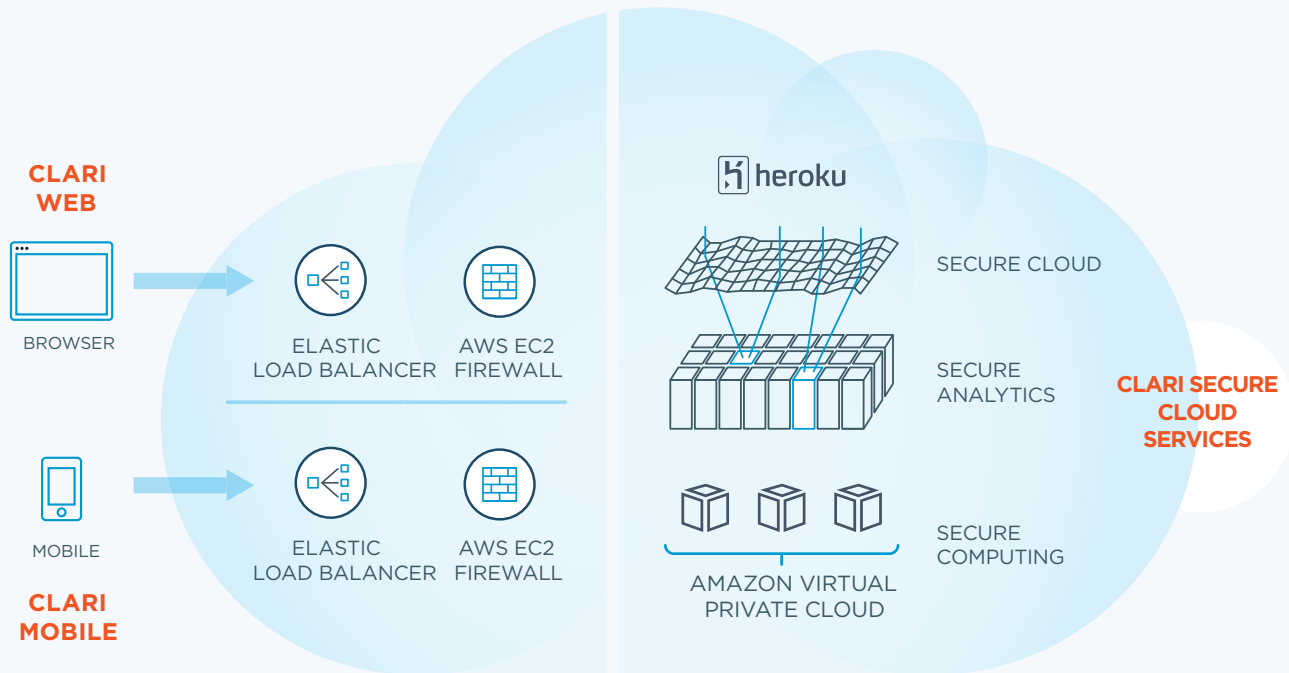 CLARI
WEB
BROWSER
ELASTIC
LOAD BALANCER
AWS EC2
FIREWALL
MOBILE
CLARI
MOBILE
ELASTIC
LOAD BALANCER
AWS EC2
FIREWALL
heroku
SECURE CLOUD
SECURE
ANALYTICS
SECURE
COMPUTING
AMAZON VIRTUAL
PRIVATE CLOUD
CLARI SECURE
CLOUD
SERVICES